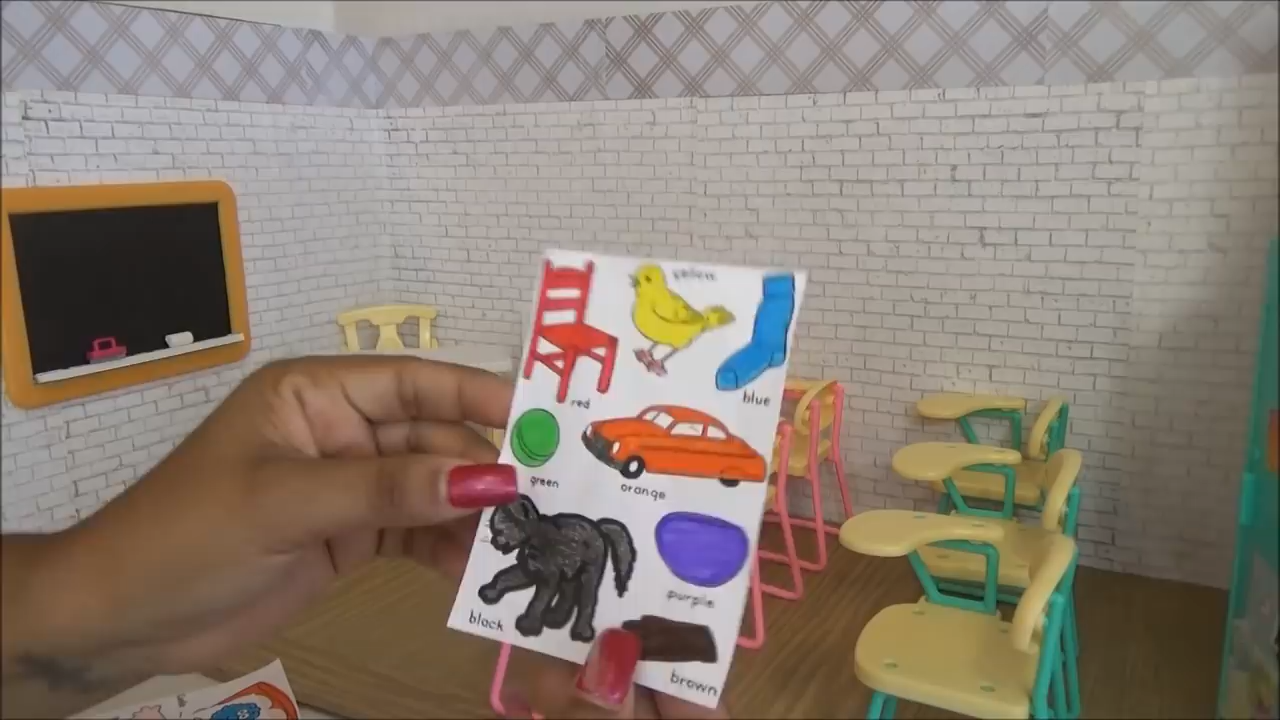 yellow
red
blue
green
orange
purple
black
brown